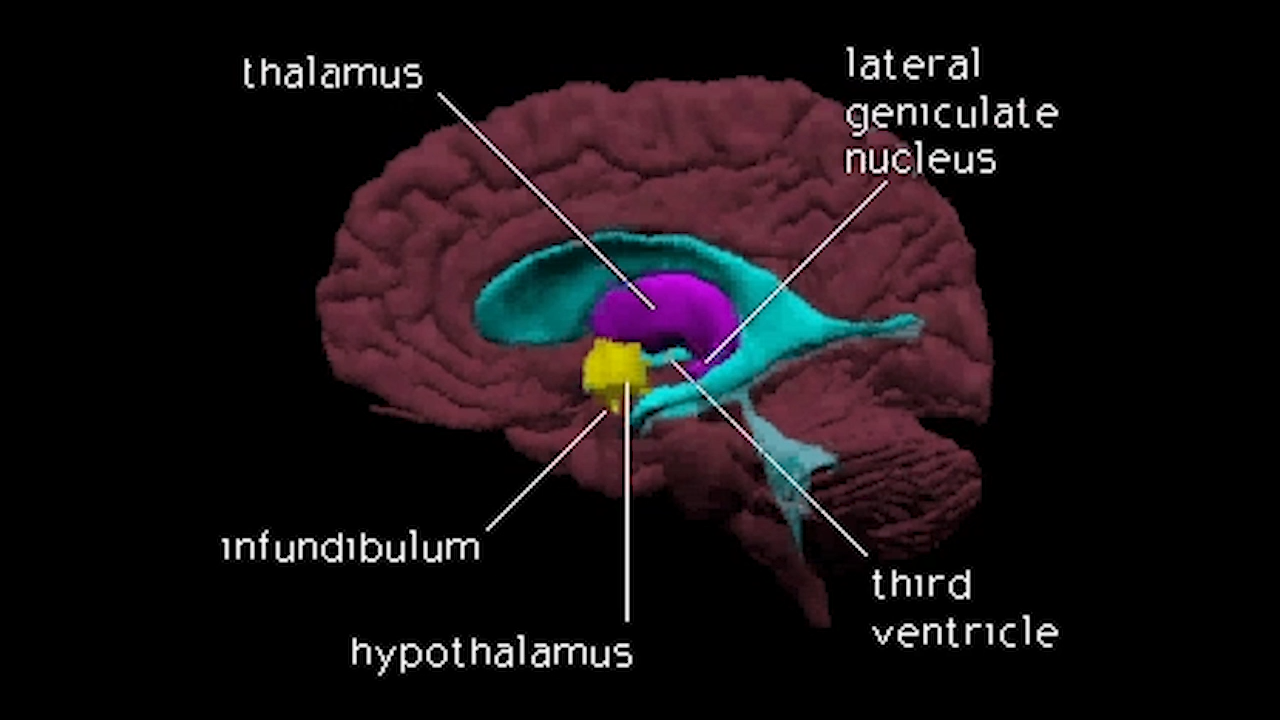 thalamus
lateral
geniculate
nucleus
infundibulum
hypothalamus
third
ventricle